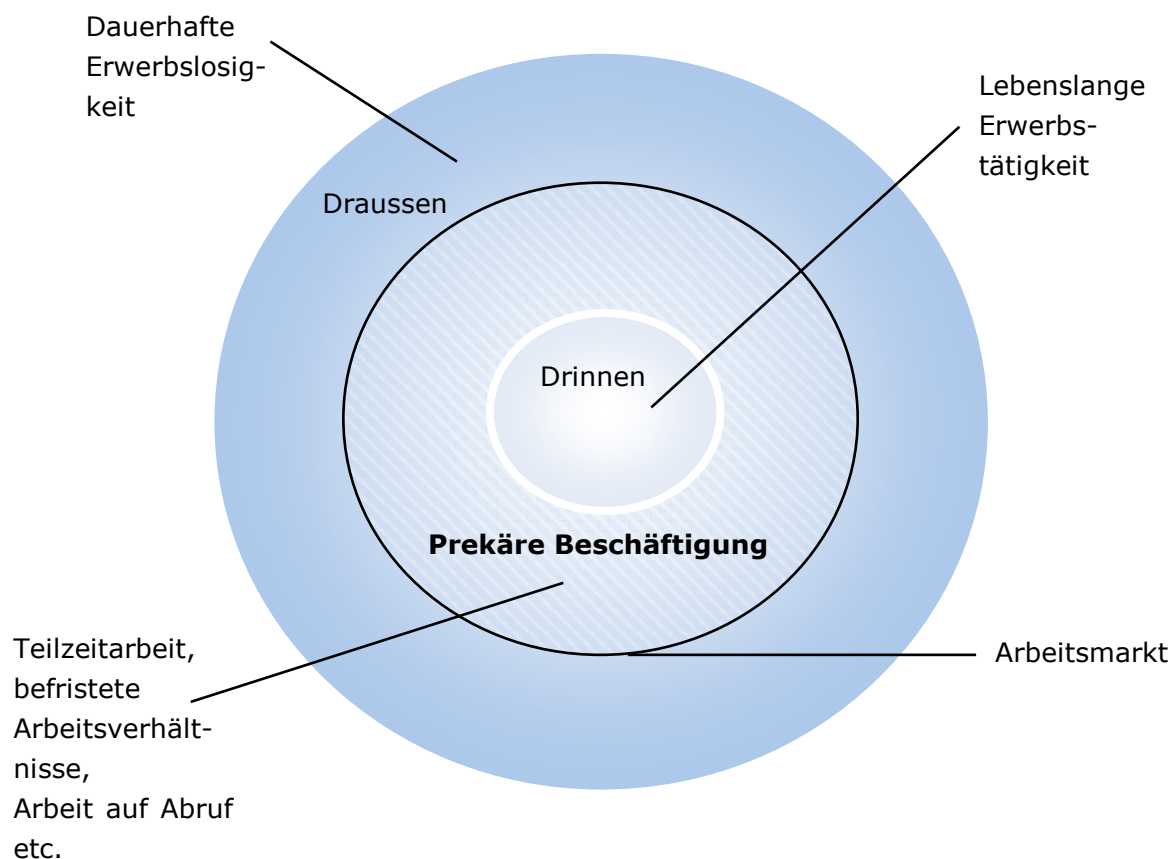 Dauerhafte
Erwerbslosig-
keit
Lebenslange
Erwerbs-
tätigkeit
Draussen
Drinnen
Prekäre Beschäftigung
Teilzeitarbeit,
befristete
Arbeitsverhält-
nisse,
Arbeit auf Abruf
etc.
Arbeitsmarkt